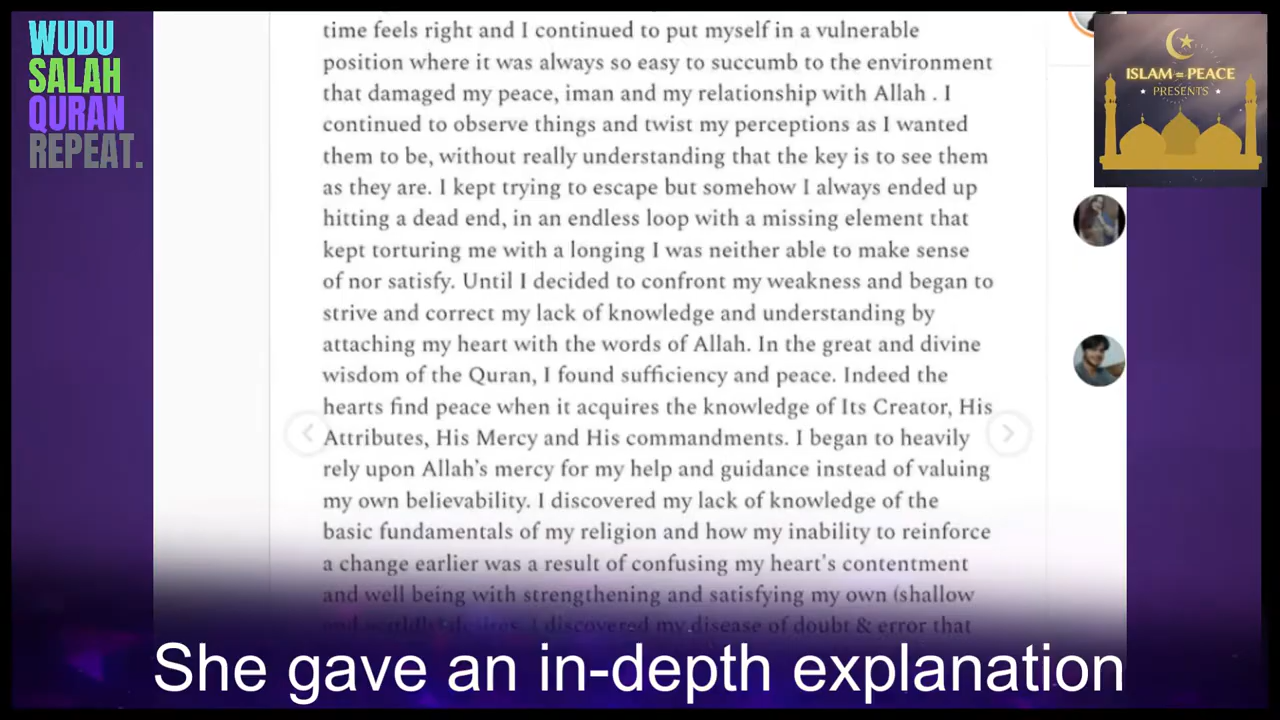 WUDU
SALAH
QURAN
REPEAT.
ISLAM = PEACE
PRESENTS
time feels right and I continued to put myself in a vulnerable
position where it was always so easy to succumb to the environment
that damaged my peace, iman and my relationship with Allah . I
continued to observe things and twist my perceptions as I wanted
them to be, without really understanding that the key is to see them
as they are. I kept trying to escape but somehow I always ended up
hitting a dead end, in an endless loop with a missing element that
kept torturing me with a longing I was neither able to make sense
of nor satisfy. Until I decided to confront my weakness and began to
strive and correct my lack of knowledge and understanding by
attaching my heart with the words of Allah. In the great and divine
wisdom of the Quran, I found sufficiency and peace. Indeed the
hearts find peace when it acquires the knowledge of Its Creator, His
Attributes, His Mercy and His commandments. I began to heavily
rely upon Allah's mercy for my help and guidance instead of valuing
my own believability. I discovered my lack of knowledge of the
basic fundamentals of my religion and how my inability to reinforce
a change earlier was a result of confusing my heart's contentment
and well being with strengthening and satisfying my own (shallow
and worldly) desires. I discovered my disease of doubt & error that
She gave an in-depth explanation